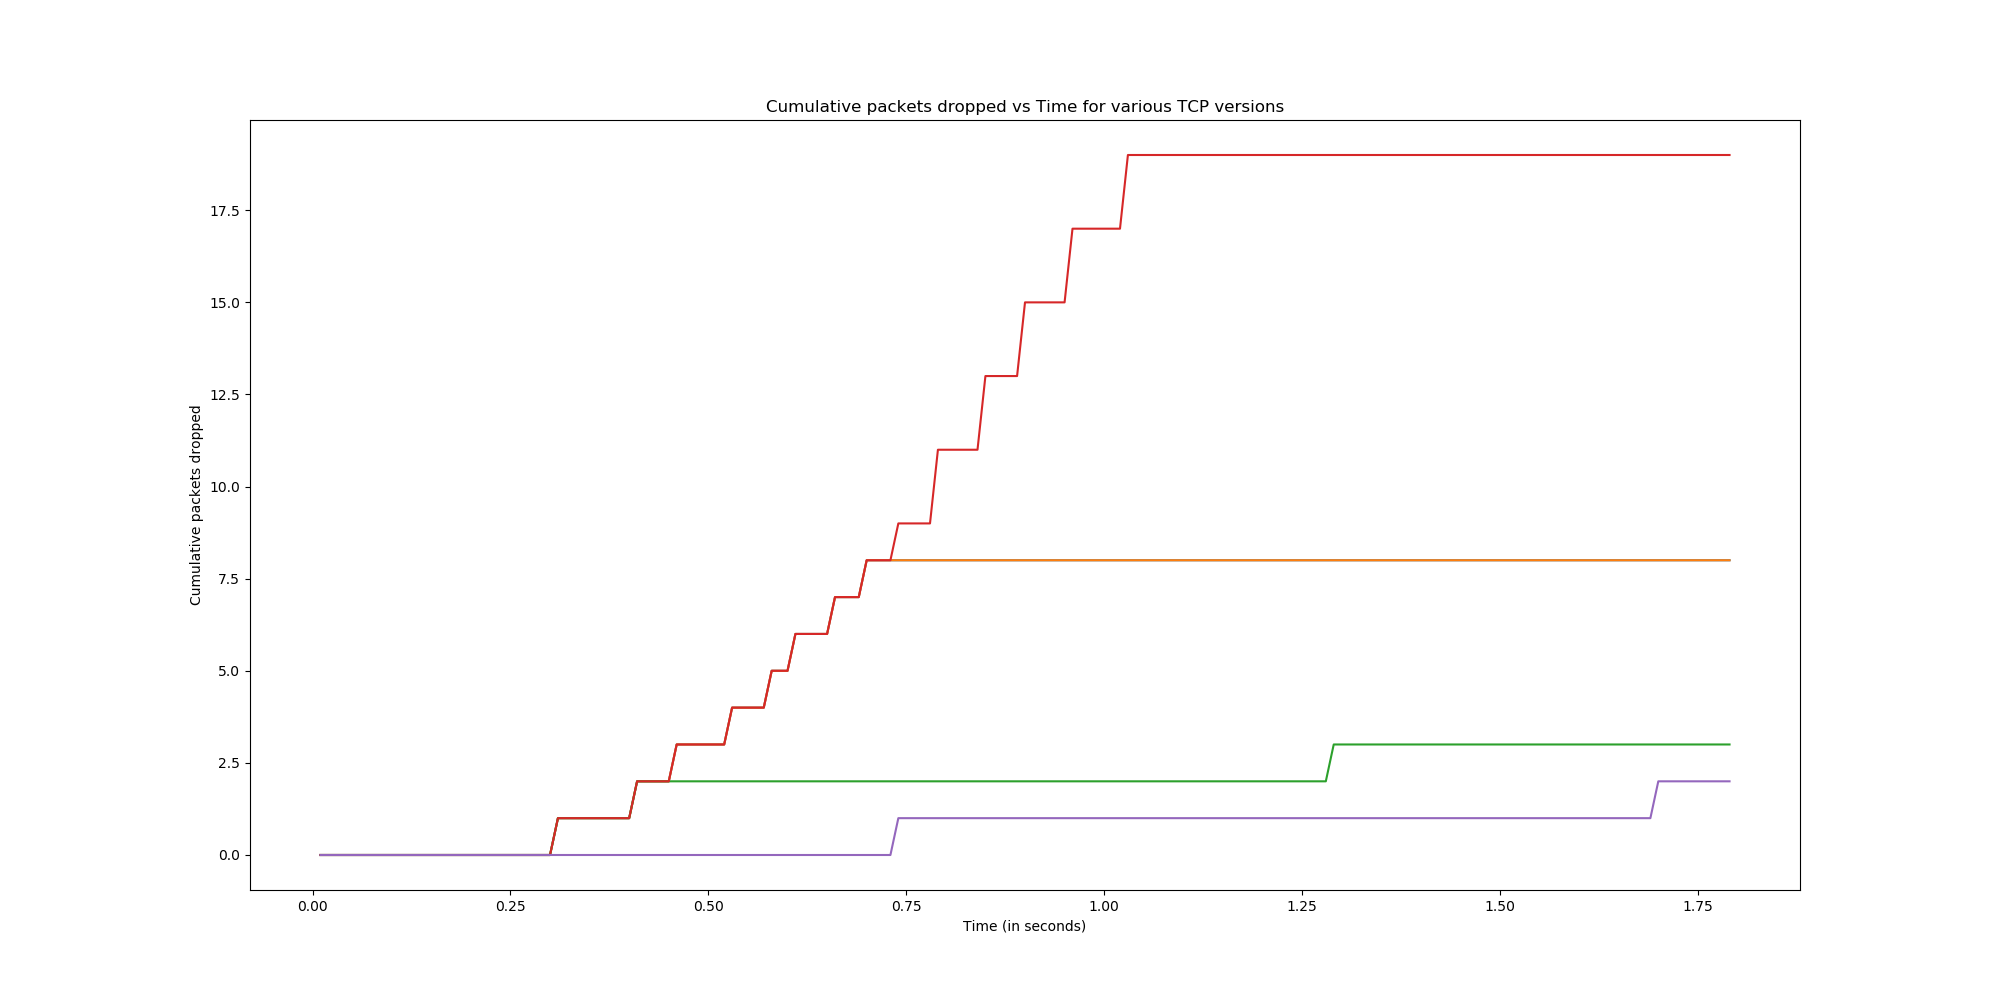 Cumulative packets dropped vs Time for various TCP versions
Cumulative packets dropped
17.5
15.0
12.5
10.0
7.5
5.0
2.5
0.0
0.00 0.25 0.50 0.75 1.00 1.25 1.50 1.75
Time (in seconds)